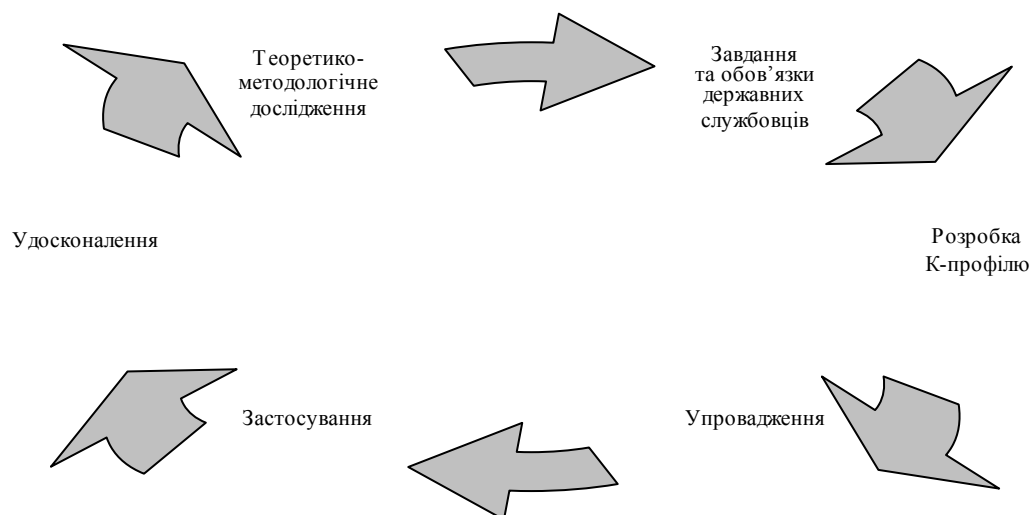 Теоретико-
методологічне
дослідження
Завдання
та обов’язки
державних
службовців
Удосконалення
Розробка
К-профілю
Застосування
Упровадження